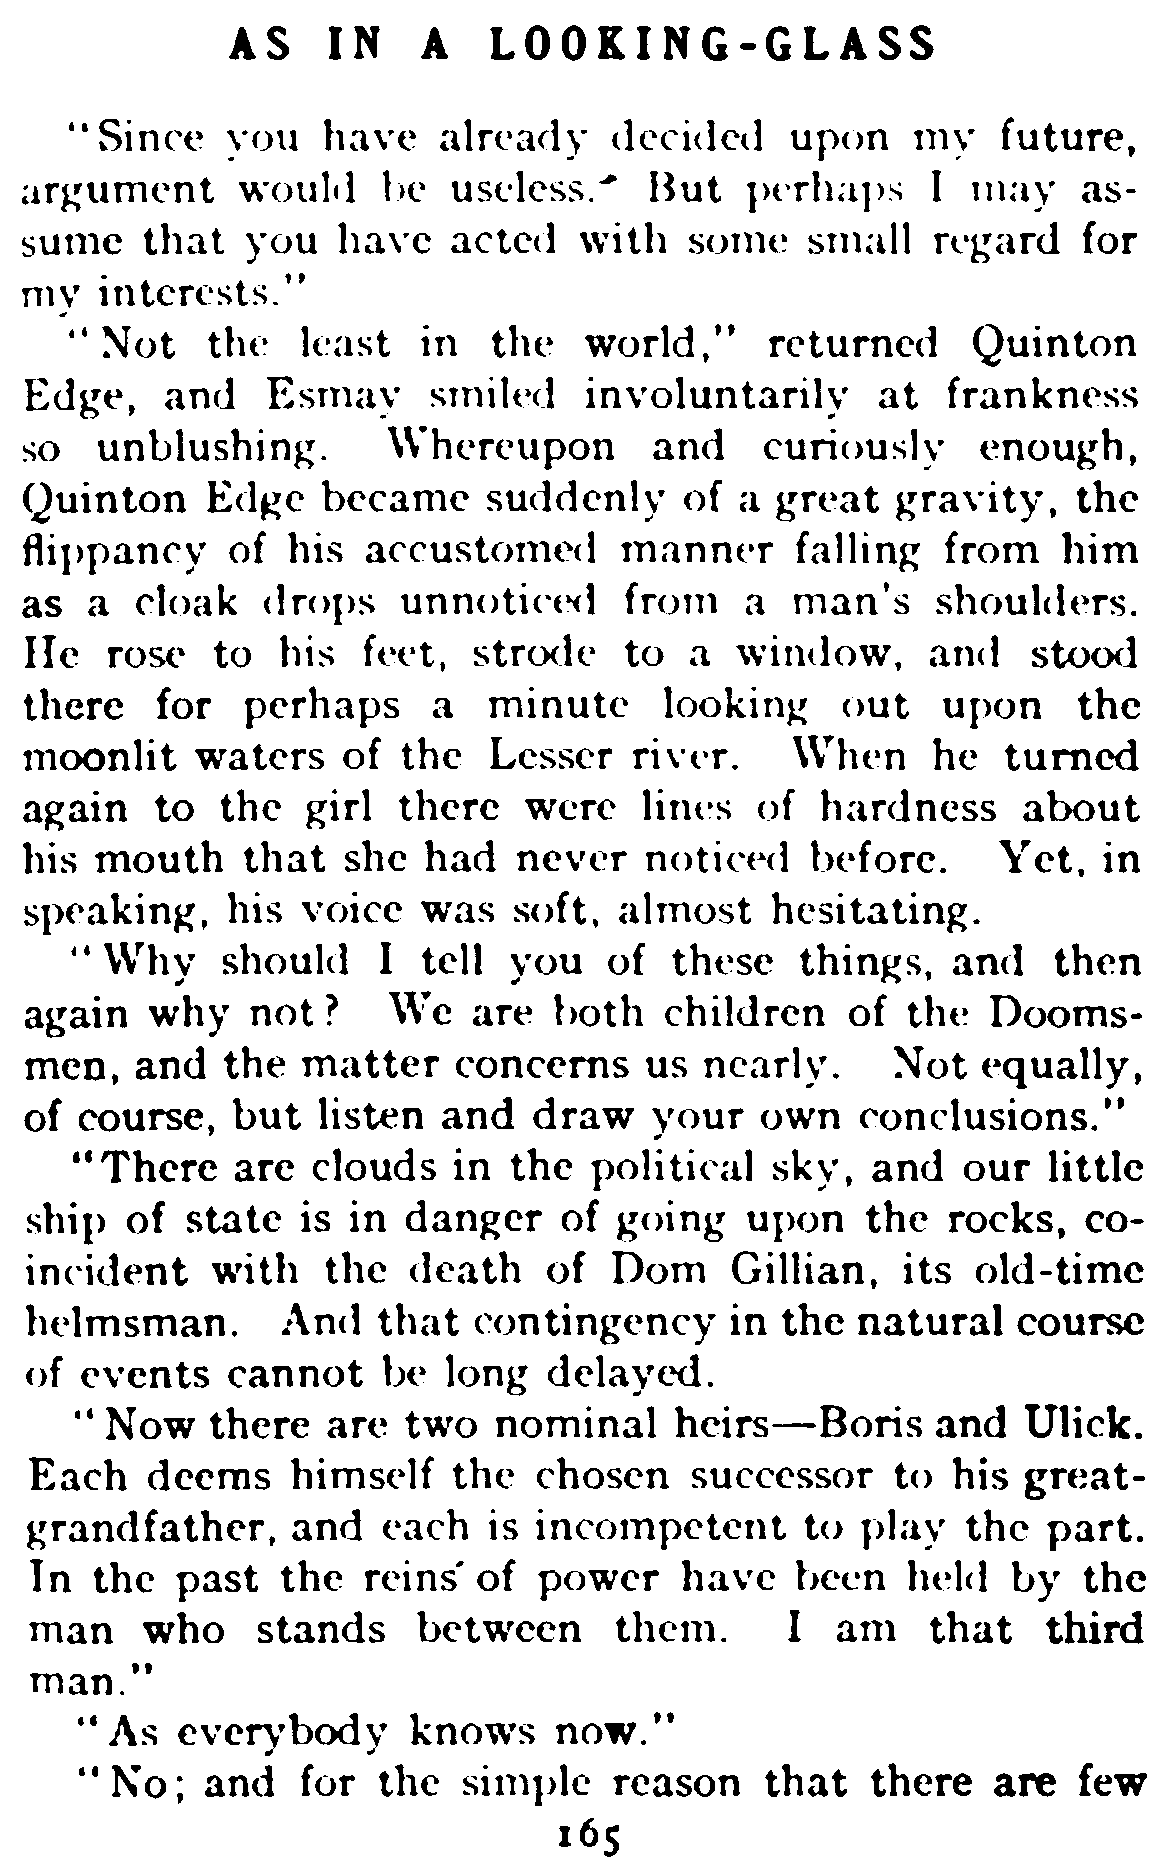 AS IN A LOOKING-GLASS
"Since you have already decided upon my future,
argument would be useless. But perhaps I may as-
sume that you have acted with some small regard for
my interests."
"Not the least in the world," returned Quinton
Edge, and Esmay smiled involuntarily at frankness
so unblushing. Whereupon and curiously enough,
Quinton Edge became suddenly of a great gravity, the
flippancy of his accustomed manner falling from him
as a cloak drops unnoticed from a man's shoulders.
He rose to his feet, strode to a window, and stood
there for perhaps a minute looking out upon the
moonlit waters of the Lesser river. When he turned
again to the girl there were lines of hardness about
his mouth that she had never noticed before. Yet, in
speaking, his voice was soft, almost hesitating.
"Why should I tell you of these things, and then
again why not? We are both children of the Dooms-
men, and the matter concerns us nearly. Not equally,
of course, but listen and draw your own conclusions."
"There are clouds in the political sky, and our little
ship of state is in danger of going upon the rocks, co-
incident with the death of Dom Gillian, its old-time
helmsman. And that contingency in the natural course
of events cannot be long delayed.
"Now there are two nominal heirs—Boris and Ulick.
Each deems himself the chosen successor to his great-
grandfather, and each is incompetent to play the part.
In the past the reins of power have been held by the
man who stands between them. I am that third
man."
"As everybody knows now."
"No; and for the simple reason that there are few
165